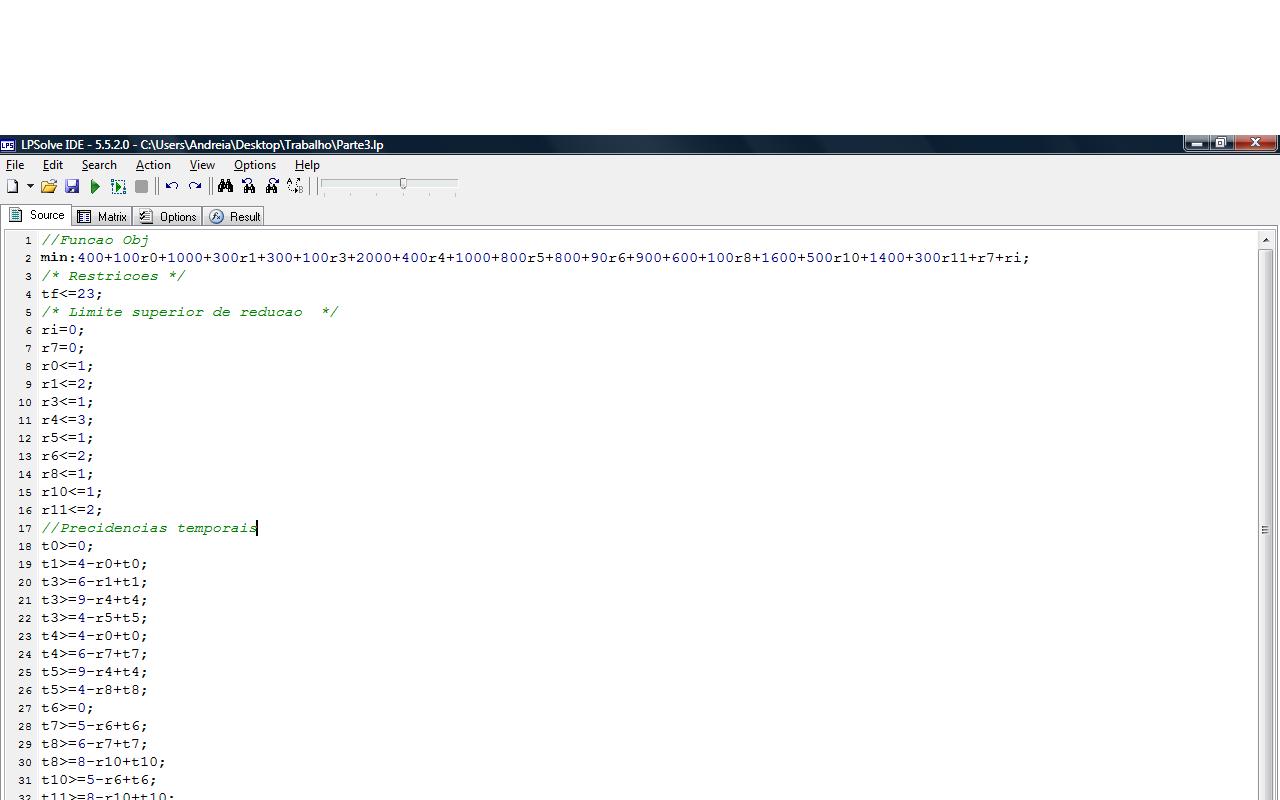 LPS LPSolve IDE - 5.5.2.0 - C:\Users\Andreia\Desktop\Trabalho\Parte3.lp
File Edit Search Action View Options Help
Source Matrix Options Result
1 //Funcao Obj
2 min:400+100r0+1000+300r1+300+100r3+2000+400r4+1000+800r5+800+90r6+900+600+100r8+1600+500r10+1400+300r11+r7+ri;
3 /* Restricoes */
4 tf<=23;
5 /* Limite superior de reducao  */
6 ri=0;
7 r7=0;
8 r0<=1;
9 r1<=2;
10 r3<=1;
11 r4<=3;
12 r5<=1;
13 r6<=2;
14 r8<=1;
15 r10<=1;
16 r11<=2;
17 //Precidencias temporais
18 t0>=0;
19 t1>=4-r0+t0;
20 t3>=6-r1+t1;
21 t3>=9-r4+t4;
22 t3>=4-r5+t5;
23 t4>=4-r0+t0;
24 t4>=6-r7+t7;
25 t5>=9-r4+t4;
26 t5>=4-r8+t8;
27 t6>=0;
28 t7>=5-r6+t6;
29 t8>=6-r7+t7;
30 t8>=8-r10+t10;
31 t10>=5-r6+t6;
32 t11>=8-r10+t10;